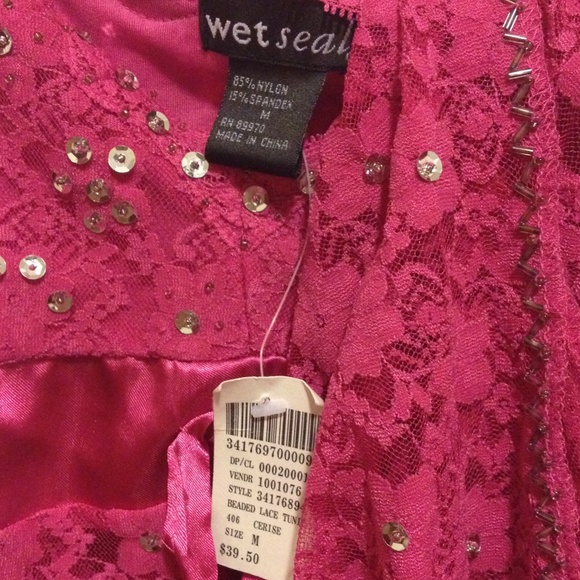 wet seal
85% NYLON
15% SPANDEX
M
RN 89970
MADE IN CHINA
341769700009
DP/CL 00020001
VENDR 1001076
STYLE 3417689
BEADED LACE TUNI
406 CERISE
SIZE M
$39.50